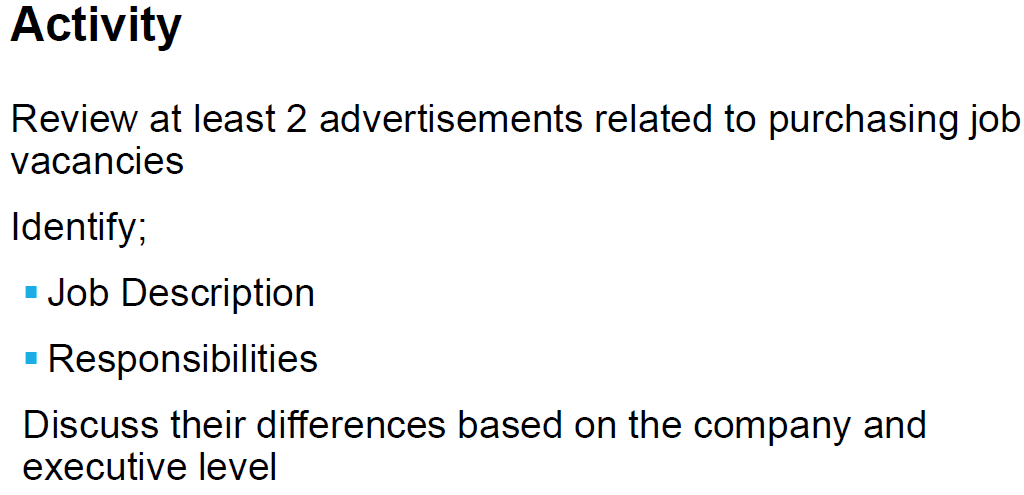 Activity
Review at least 2 advertisements related to purchasing job
vacancies
Identify;
▪ Job Description
▪ Responsibilities
Discuss their differences based on the company and
executive level